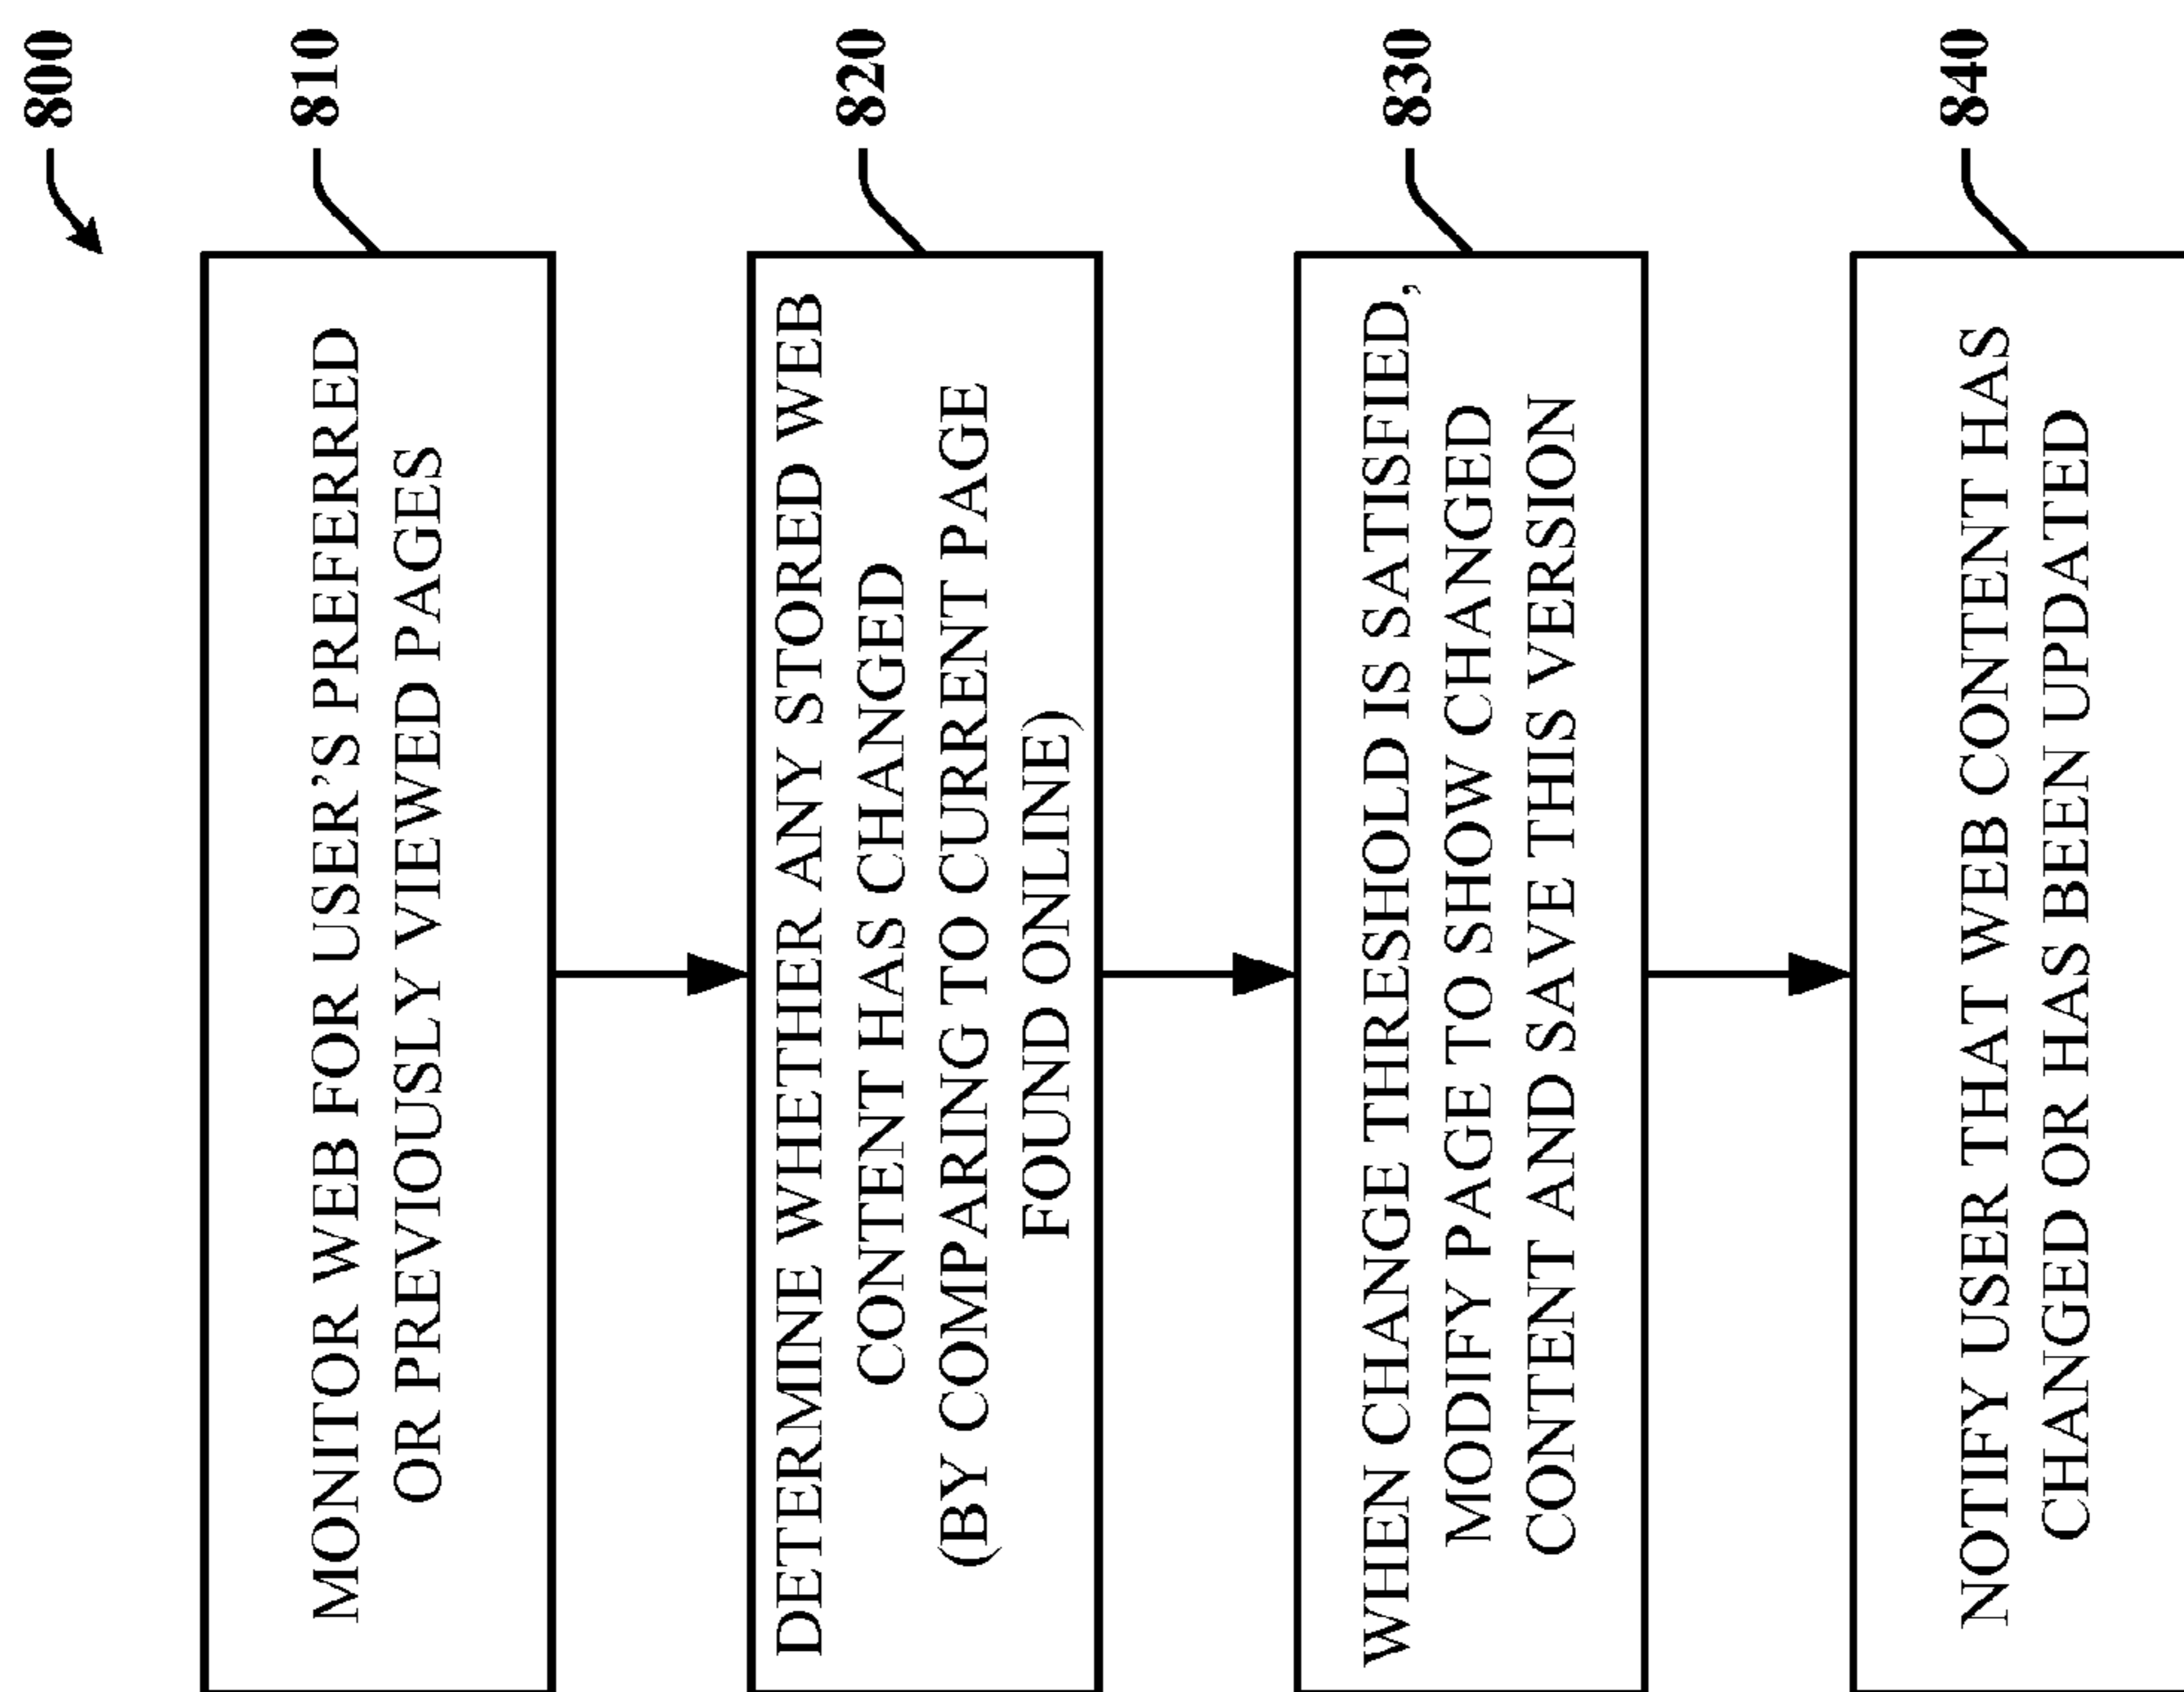 800
810
MONITOR WEB FOR USER'S PREFERRED
OR PREVIOUSLY VIEWED PAGES
820
DETERMINE WHETHER ANY STORED WEB
CONTENT HAS CHANGED
(BY COMPARING TO CURRENT PAGE
FOUND ONLINE)
830
WHEN CHANGE THRESHOLD IS SATISFIED,
MODIFY PAGE TO SHOW CHANGED
CONTENT AND SAVE THIS VERSION
840
NOTIFY USER THAT WEB CONTENT HAS
CHANGED OR HAS BEEN UPDATED